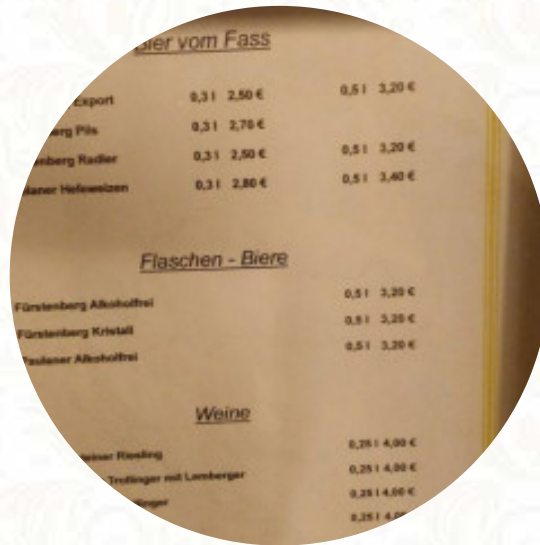 Bier vom Fass
Export 0,3 l 2,50 € 0,5 l 3,20 €
Pils 0,3 l 2,70 €
Radler 0,3 l 2,50 € 0,5 l 3,20 €
Hefeweizen 0,3 l 2,80 € 0,5 l 3,40 €
Flaschen - Biere
Fürstenberg Alkoholfrei 0,5 l 3,20 €
Fürstenberg Kristall 0,5 l 3,20 €
Paulaner Alkoholfrei 0,5 l 3,20 €
Weine
Riesling 0,25 l 4,00 €
Trollinger mit Lemberger 0,25 l 4,00 €
0,25 l 4,00 €
0,25 l